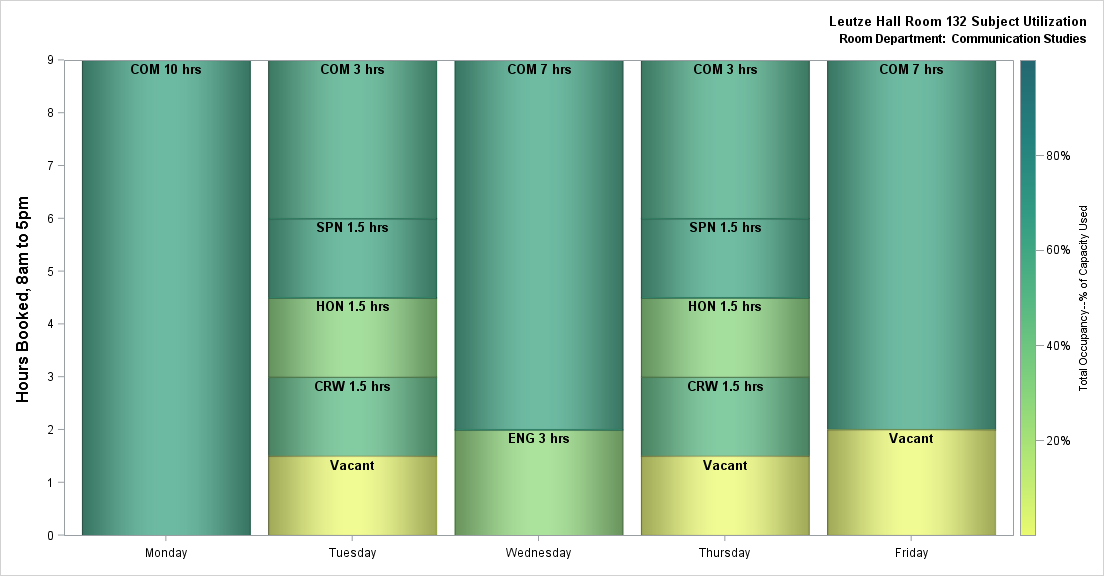 Leutze Hall Room 132 Subject Utilization
Room Department: Communication Studies
Hours Booked, 8am to 5pm
9
8
7
6
5
4
3
2
1
0
COM 10 hrs
COM 3 hrs
SPN 1.5 hrs
HON 1.5 hrs
CRW 1.5 hrs
Vacant
COM 7 hrs
ENG 3 hrs
COM 3 hrs
SPN 1.5 hrs
HON 1.5 hrs
CRW 1.5 hrs
Vacant
COM 7 hrs
Vacant
Monday
Tuesday
Wednesday
Thursday
Friday
80%
60%
40%
20%
Total Occupancy--% of Capacity Used